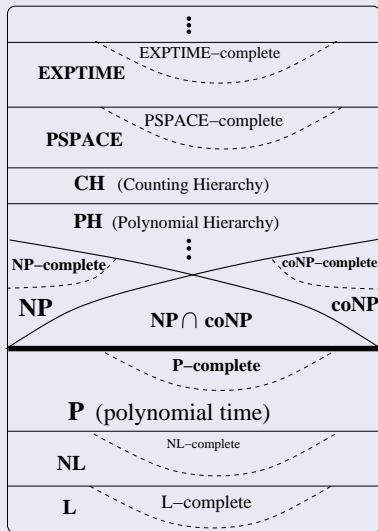 EXPTIME–complete
EXPTIME
PSPACE–complete
PSPACE
CH (Counting Hierarchy)
PH (Polynomial Hierarchy)
NP–complete
coNP–complete
NP
coNP
NP ∩ coNP
P–complete
P (polynomial time)
NL–complete
NL
L–complete
L